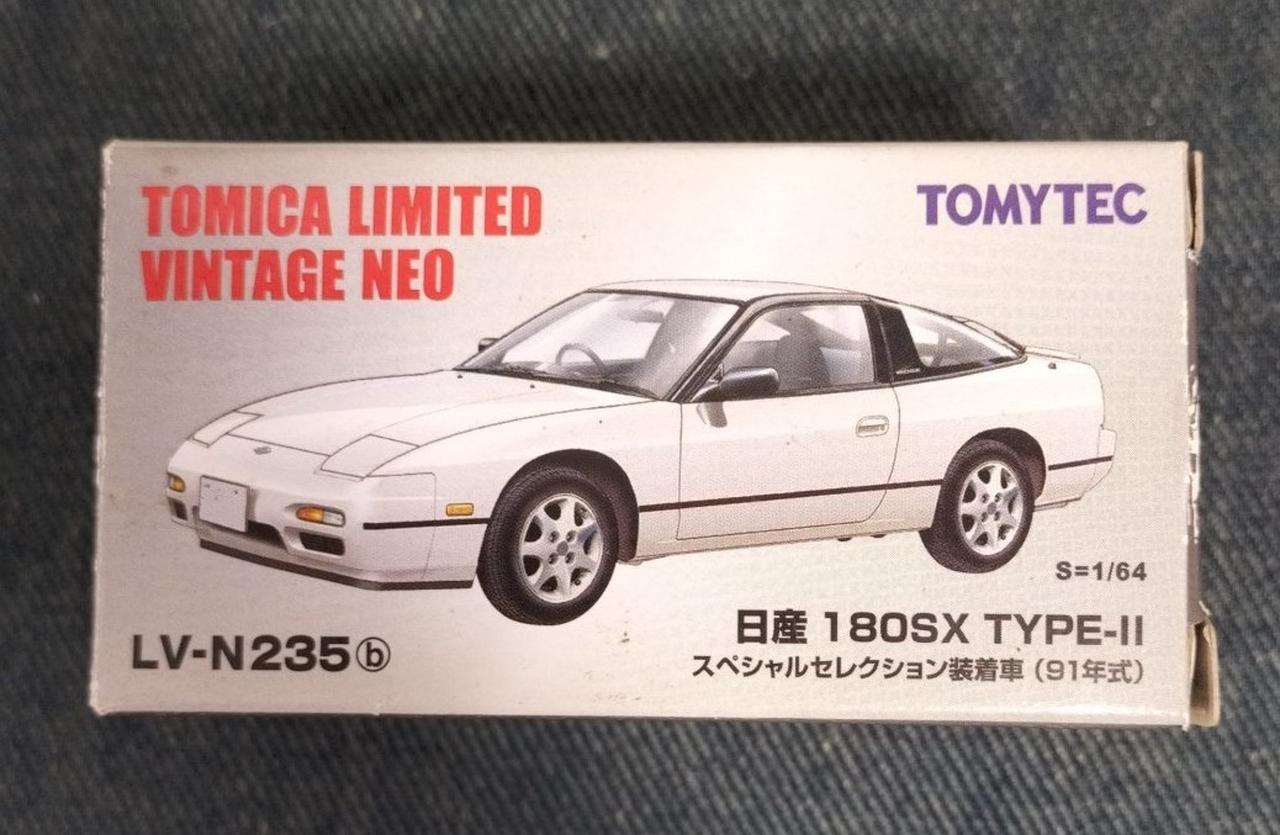 TOMICA LIMITED
VINTAGE NEO
TOMYTEC
S=1/64
LV-N235ⓑ
日産 180SX TYPE-II
スペシャルセレクション装着車（91年式）